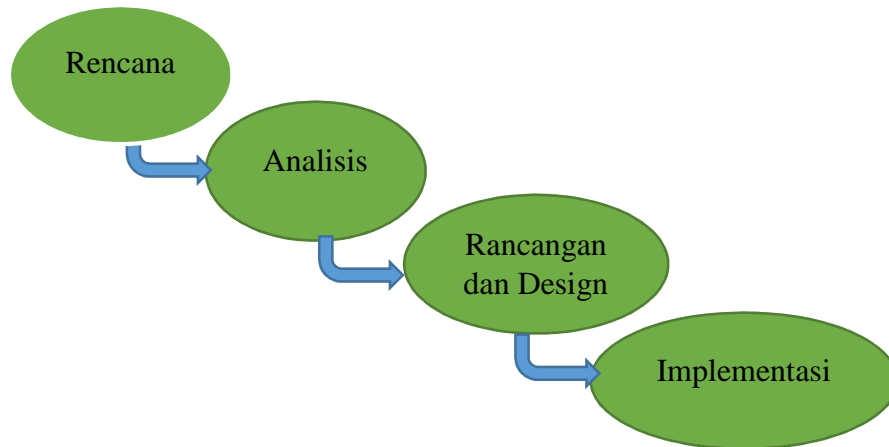 Rencana
Analisis
Rancangan
dan Design
Implementasi